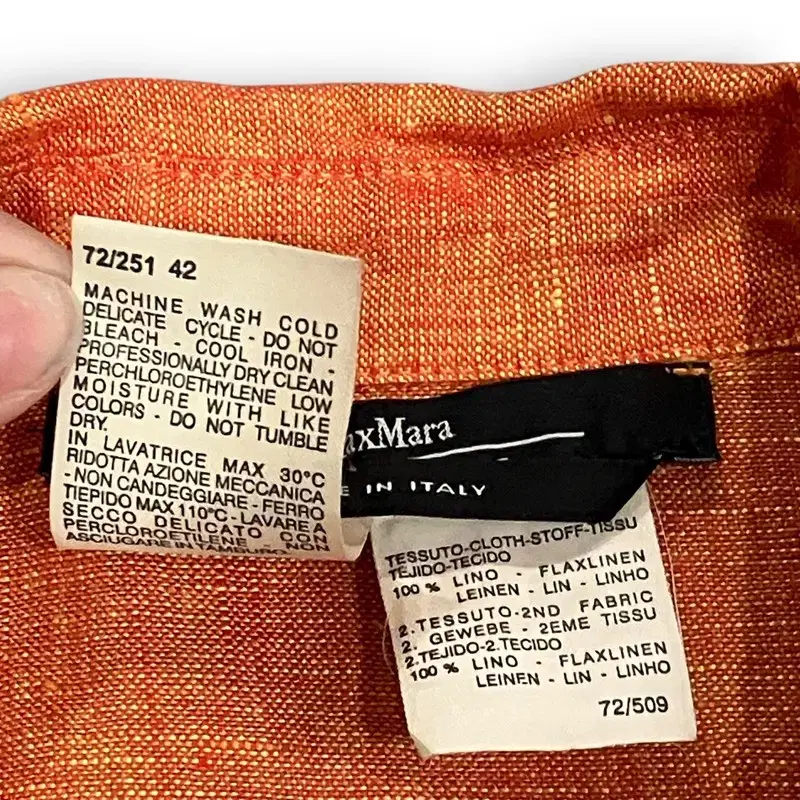 72/251 42
MACHINE WASH COLD
DELICATE CYCLE - DO NOT
BLEACH - COOL IRON -
PROFESSIONALLY DRY CLEAN
PERCHLOROETHYLENE LOW
MOISTURE WITH LIKE
COLORS - DO NOT TUMBLE
DRY.
IN LAVATRICE MAX 30°C
RIDOTTA AZIONE MECCANICA
- NON CANDEGGIARE - FERRO
TIEPIDO MAX 110°C - LAVARE A
SECCO DELICATO CON
PERCLOROETILENE - NON
ASCIUGARE IN TAMBURO
axMara
E IN ITALY
TESSUTO-CLOTH-STOFF-TISSU
TEJIDO-TECIDO
100 % LINO - FLAXLINEN
LEINEN - LIN - LINHO
2.TESSUTO-2ND FABRIC
2. GEWEBE - 2EME TISSU
2.TEJIDO-2.TECIDO
100 % LINO - FLAXLINEN
LEINEN - LIN - LINHO
72/509